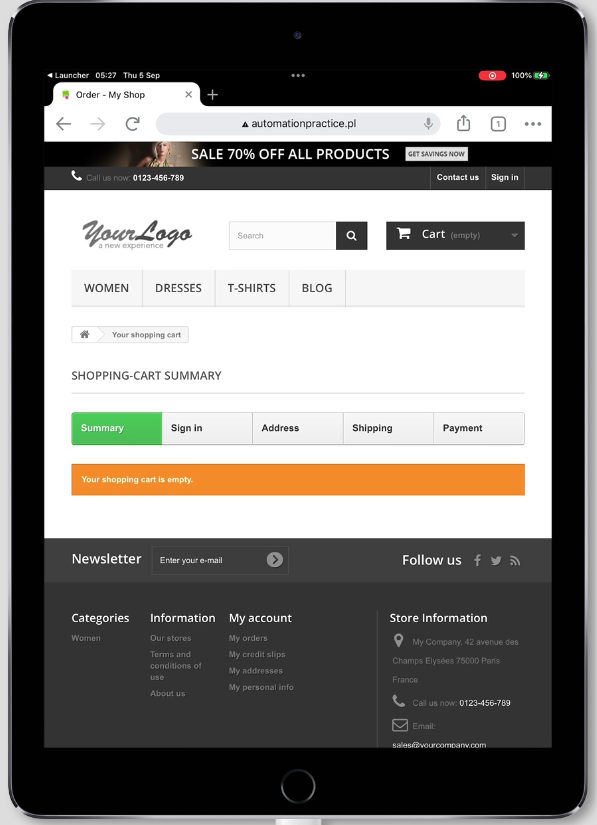 Launcher 05:27 Thu 5 Sep
100%
Order - My Shop
automationpractice.pl
1
SALE 70% OFF ALL PRODUCTS GET SAVINGS NOW
Call us now: 0123-456-789 Contact us Sign in
YourLogo
a new experience
Search
Cart (empty)
WOMEN DRESSES T-SHIRTS BLOG
Your shopping cart
SHOPPING-CART SUMMARY
Summary Sign in Address Shipping Payment
Your shopping cart is empty.
Newsletter Enter your e-mail Follow us
Categories Information My account Store Information
Women Our stores My orders My Company, 42 avenue des
Terms and My credit slips Champs Elysées 75000 Paris
conditions of My addresses France
use
About us My personal info Call us now: 0123-456-789
Email:
sales@yourcompany.com